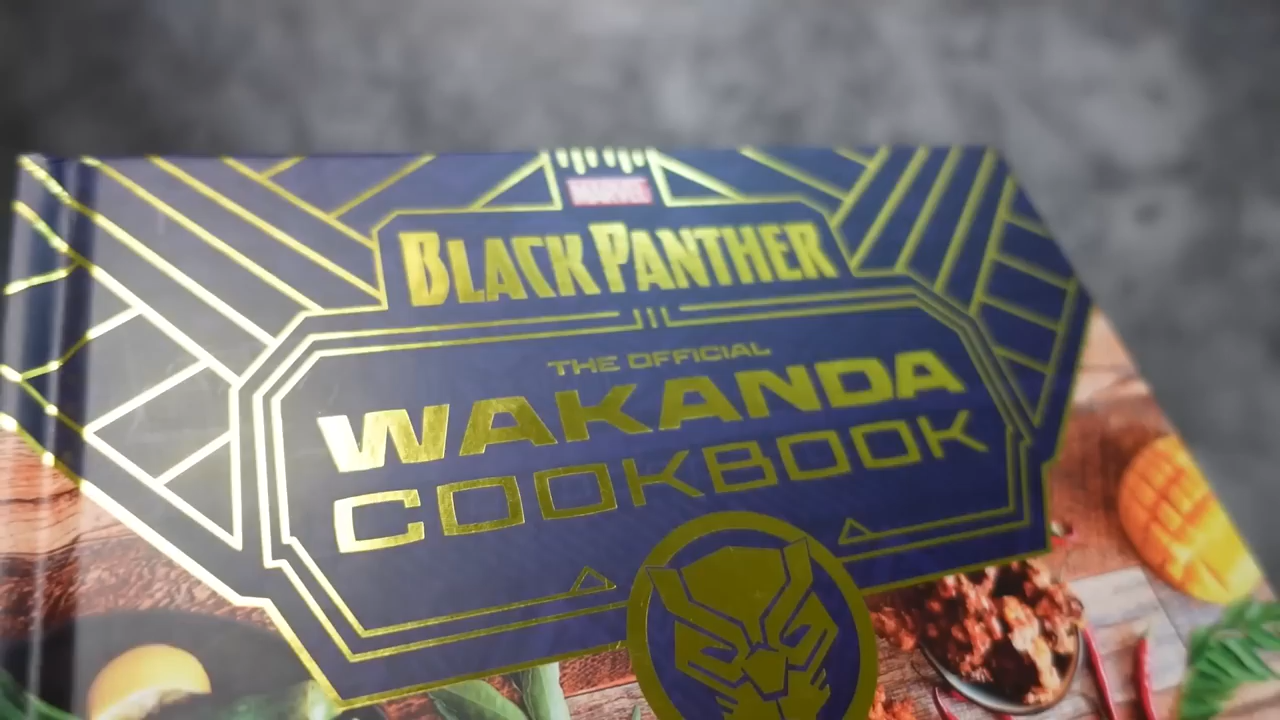 MARVEL
BLACK PANTHER
THE OFFICIAL
WAKANDA
COOKBOOK